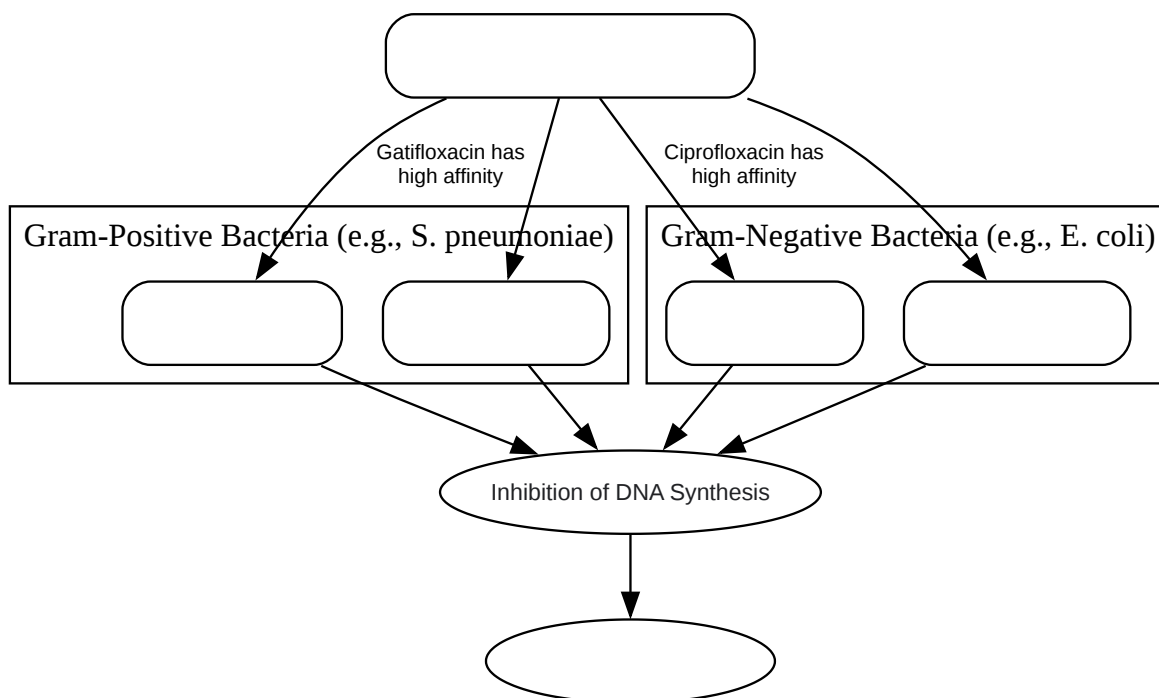 Gatifloxacin has
high affinity
Ciprofloxacin has
high affinity
Gram-Positive Bacteria (e.g., S. pneumoniae)
Gram-Negative Bacteria (e.g., E. coli)
Inhibition of DNA Synthesis